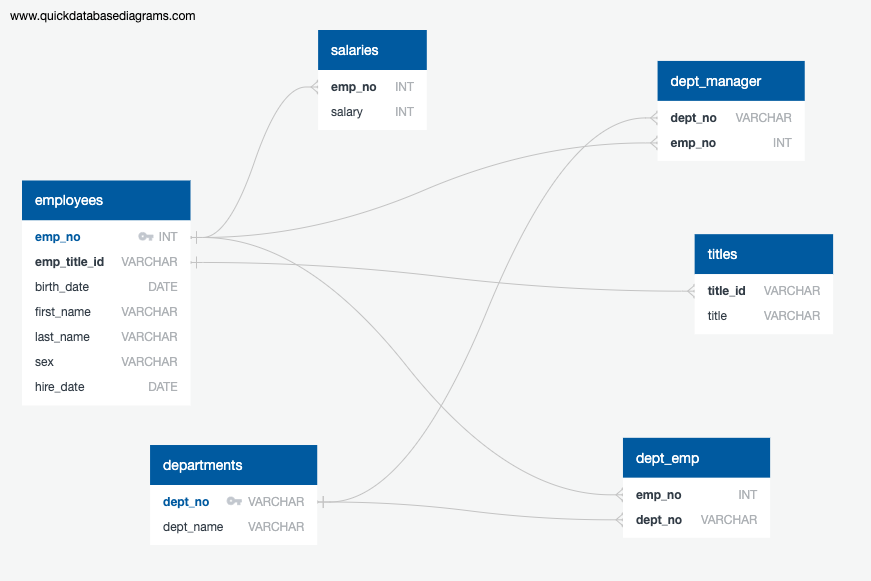 www.quickdatabasediagrams.com
salaries
emp_no INT
salary INT
dept_manager
dept_no VARCHAR
emp_no INT
employees
emp_no INT
emp_title_id VARCHAR
birth_date DATE
first_name VARCHAR
last_name VARCHAR
sex VARCHAR
hire_date DATE
titles
title_id VARCHAR
title VARCHAR
departments
dept_no VARCHAR
dept_name VARCHAR
dept_emp
emp_no INT
dept_no VARCHAR